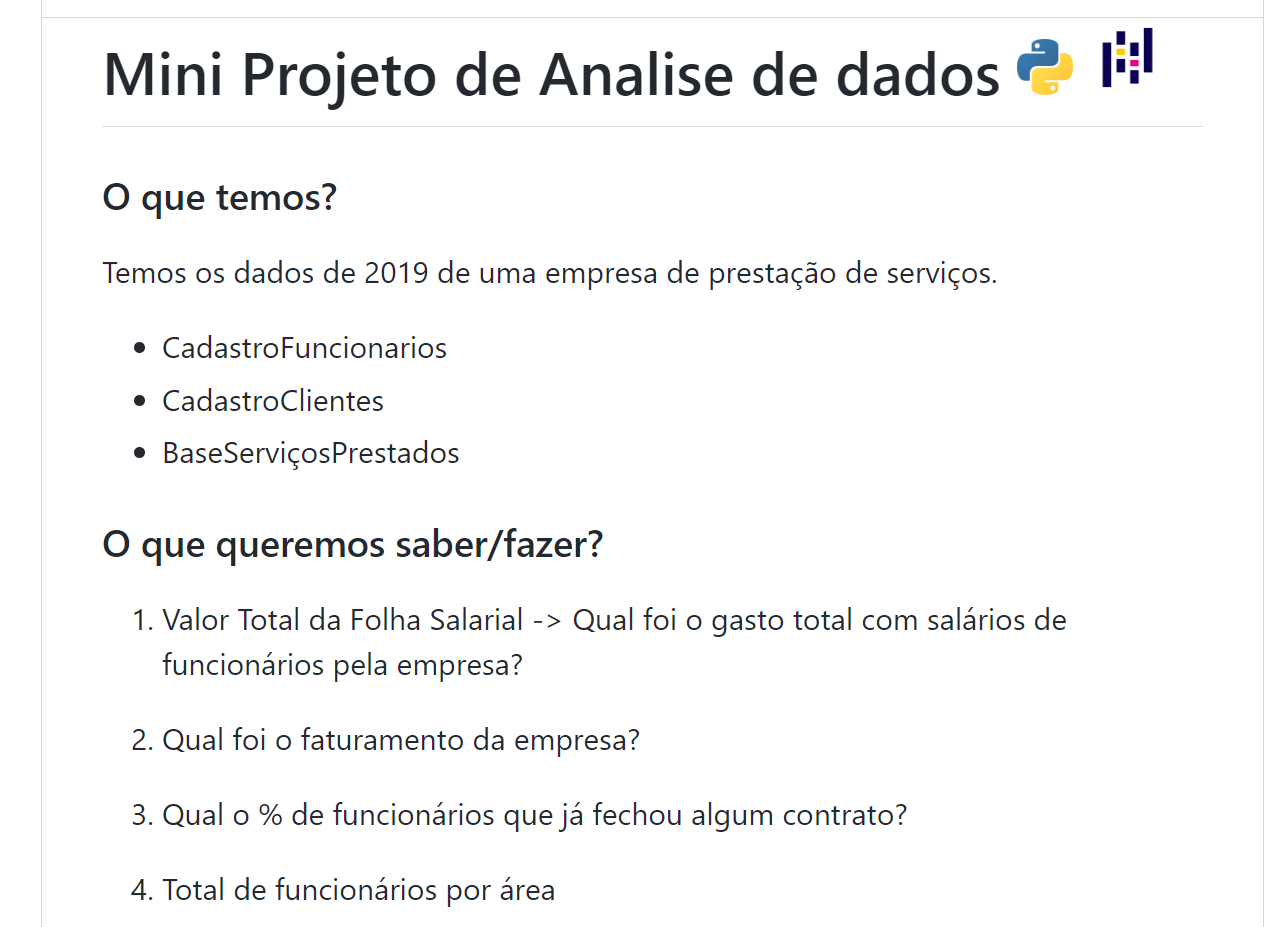 Mini Projeto de Analise de dados
O que temos?
Temos os dados de 2019 de uma empresa de prestação de serviços.
• CadastroFuncionarios
• CadastroClientes
• BaseServiçosPrestados
O que queremos saber/fazer?
1. Valor Total da Folha Salarial -> Qual foi o gasto total com salários de
funcionários pela empresa?
2. Qual foi o faturamento da empresa?
3. Qual o % de funcionários que já fechou algum contrato?
4. Total de funcionários por área